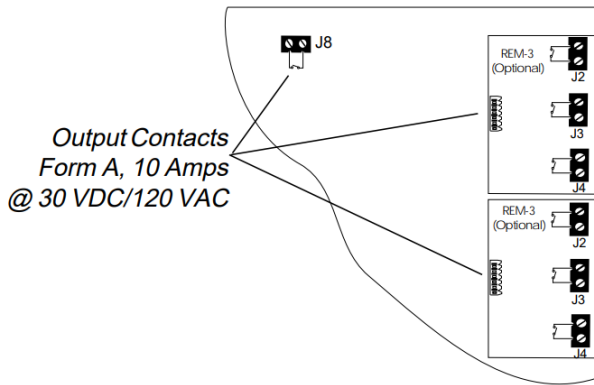 J8
REM-3
(Optional)
J2
J3
J4
Output Contacts
Form A, 10 Amps
@ 30 VDC/120 VAC
REM-3
(Optional)
J2
J3
J4